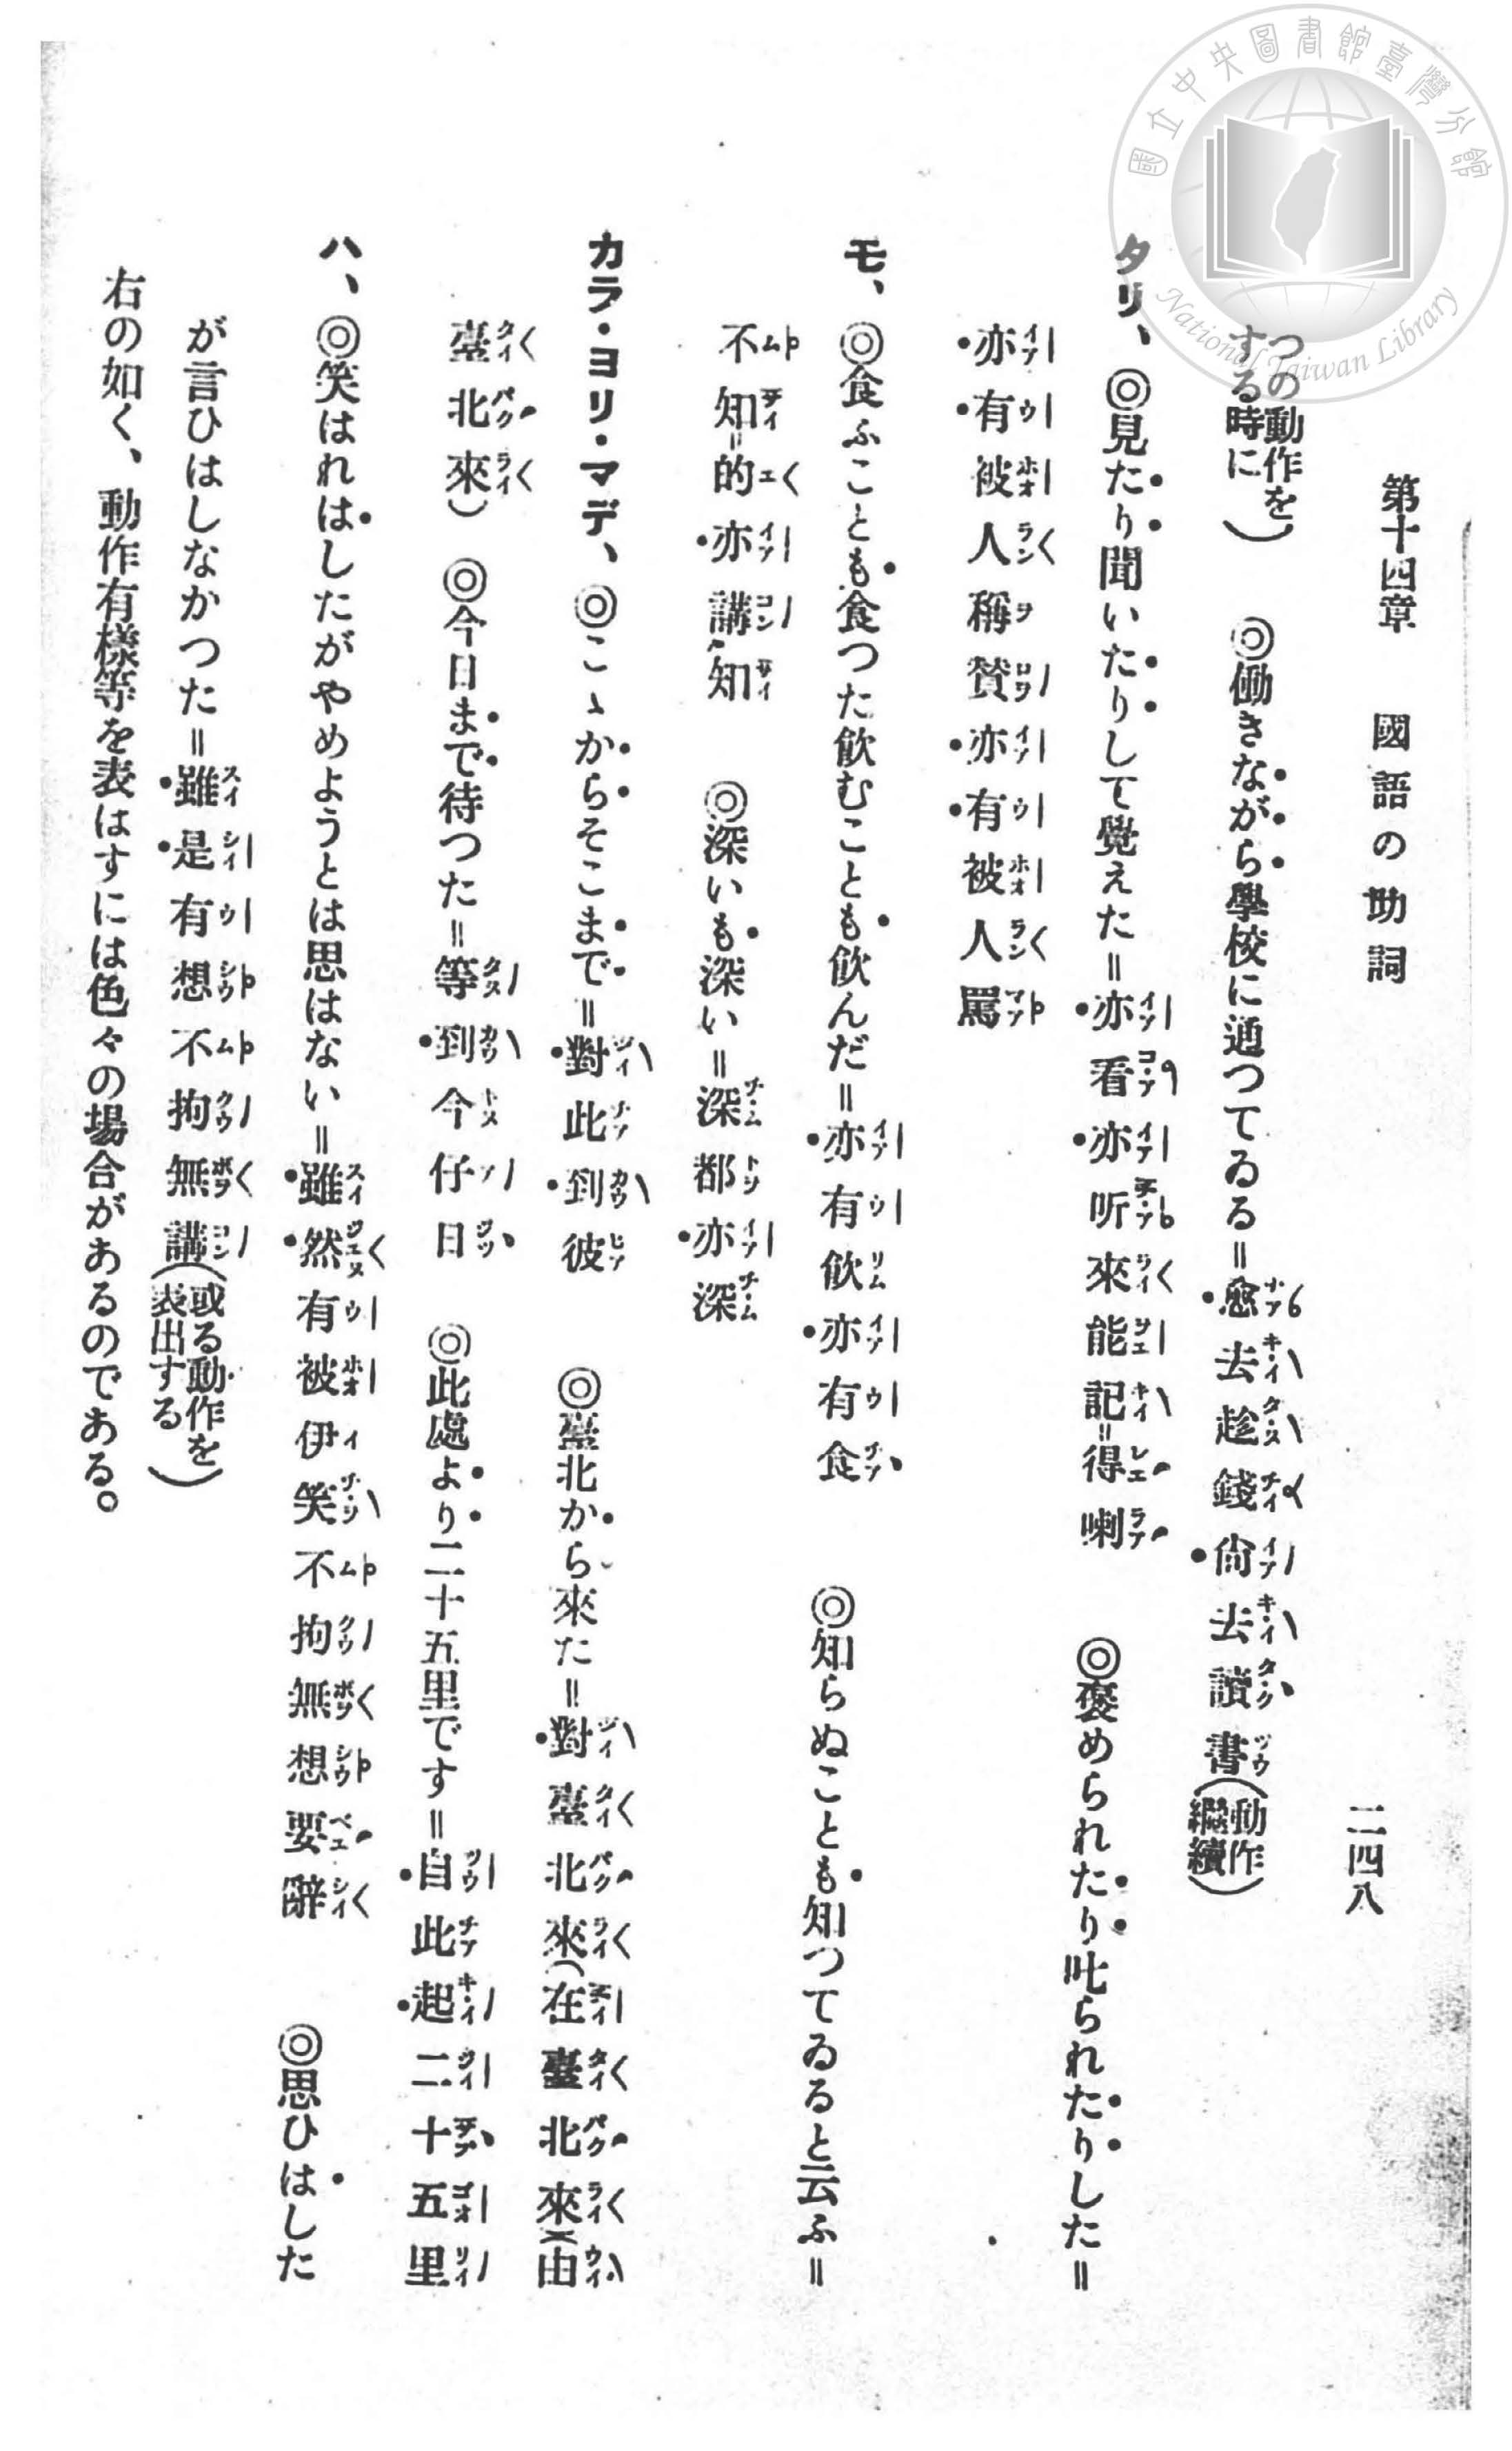 國立中央圖書館臺灣分館
National Taiwan Library
第十四章 國語の助詞 二四八
つの動作を
する時に) ◎働きながら學校に通つてゐる=愈去趁錢尙去讀書(動作繼續)
タリ、◎見たり聞いたりして覺えた=亦看亦听來能記=得喇 ◎褒められたり叱られたりした=
亦有被人稱贊亦有被人罵
モ、◎食ふことも食つた飮むことも飮んだ=亦有飮亦有食 ◎知らぬことも知つてゐると云ふ=
不知=的亦講知 ◎深いも深い=深都亦深
カラ・ヨリ・マデ、◎こゝからそこまで=對此到彼 ◎臺北から來た=對臺北來(在臺北來)(由
臺北來) ◎今日まで待つた=等到今仔日 ◎此處より二十五里です=自此起二十五里
ハ、◎笑はれはしたがやめようとは思はない=雖然有被伊笑不拘無想要辭 ◎思ひはした
が言ひはしなかつた=雖是有想不拘無講(或る動作を表出する)
右の如く、動作有樣等を表はすには色々の場合があるのである。